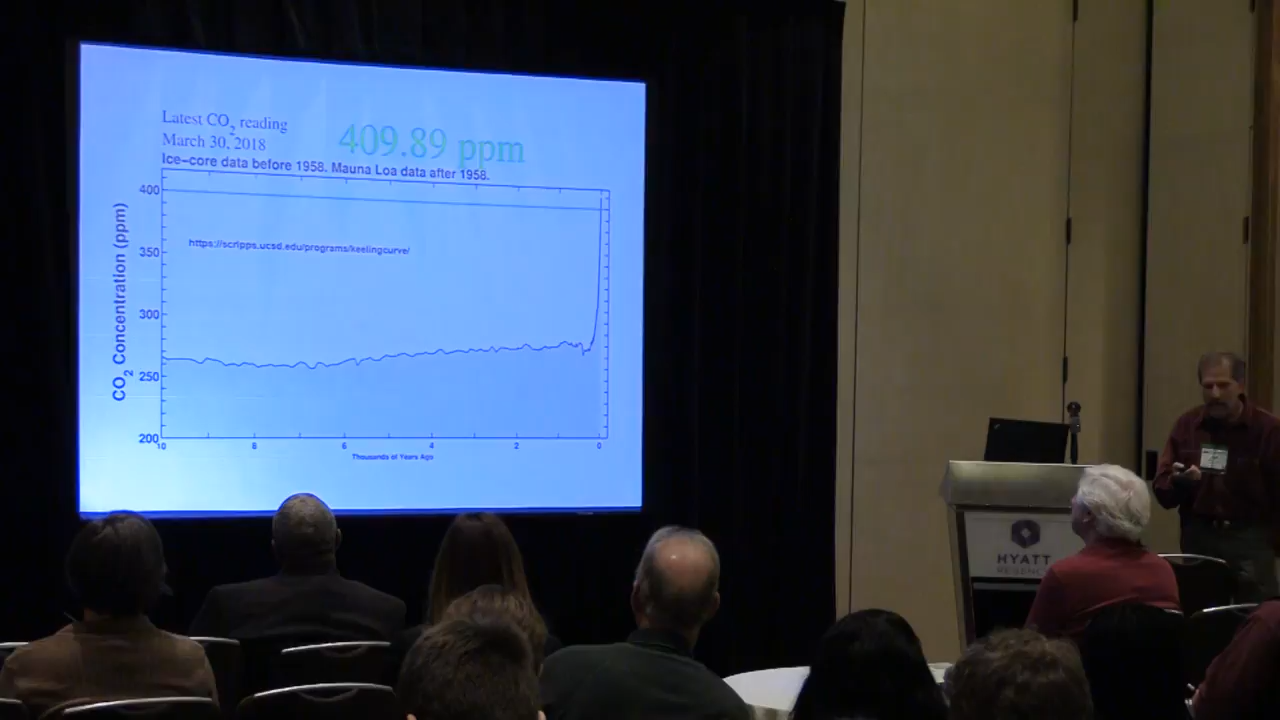 Latest CO2 reading
March 30, 2018
409.89 ppm
Ice-core data before 1958. Mauna Loa data after 1958.
CO2 Concentration (ppm)
400
350
300
250
200
https://scripps.ucsd.edu/programs/keelingcurve/
10
8
6
4
2
0
Thousands of Years Ago
HYATT
REGENC